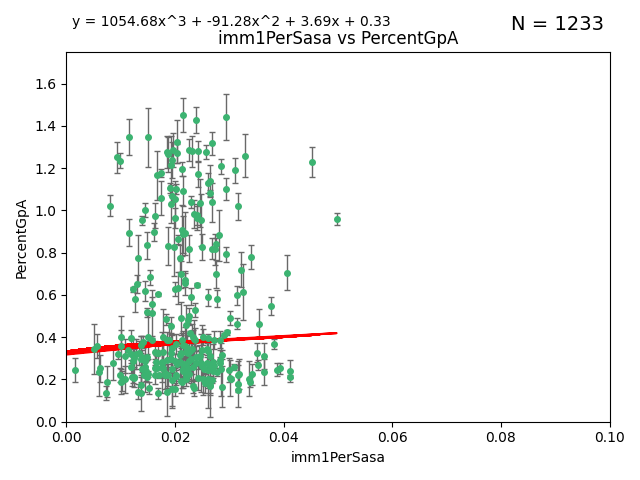 y = 1054.68x^3 + -91.28x^2 + 3.69x + 0.33
N = 1233
imm1PerSasa vs PercentGpA
PercentGpA
1.6
1.4
1.2
1.0
0.8
0.6
0.4
0.2
0.0
0.00 0.02 0.04 0.06 0.08 0.10
imm1PerSasa